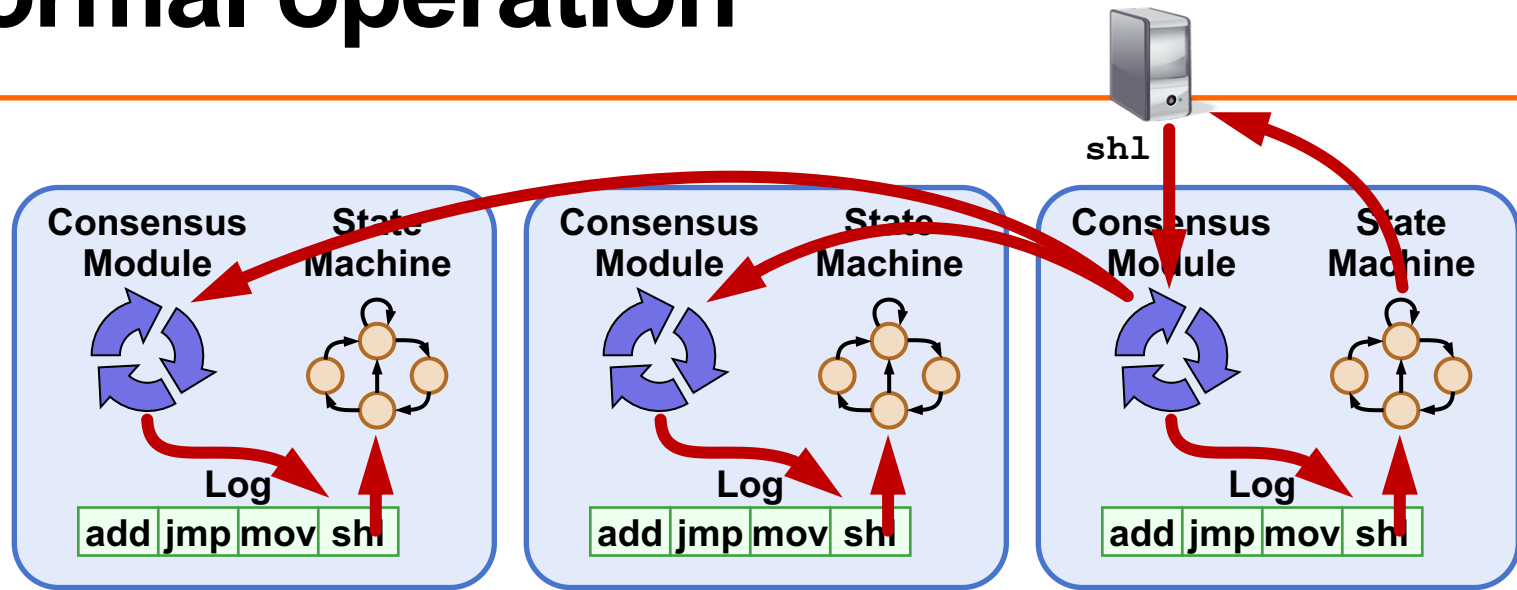 ormal operation
shl
Consensus Module
State Machine
Log
add jmp mov shl
Consensus Module
State Machine
Log
add jmp mov shl
Consensus Module
State Machine
Log
add jmp mov shl